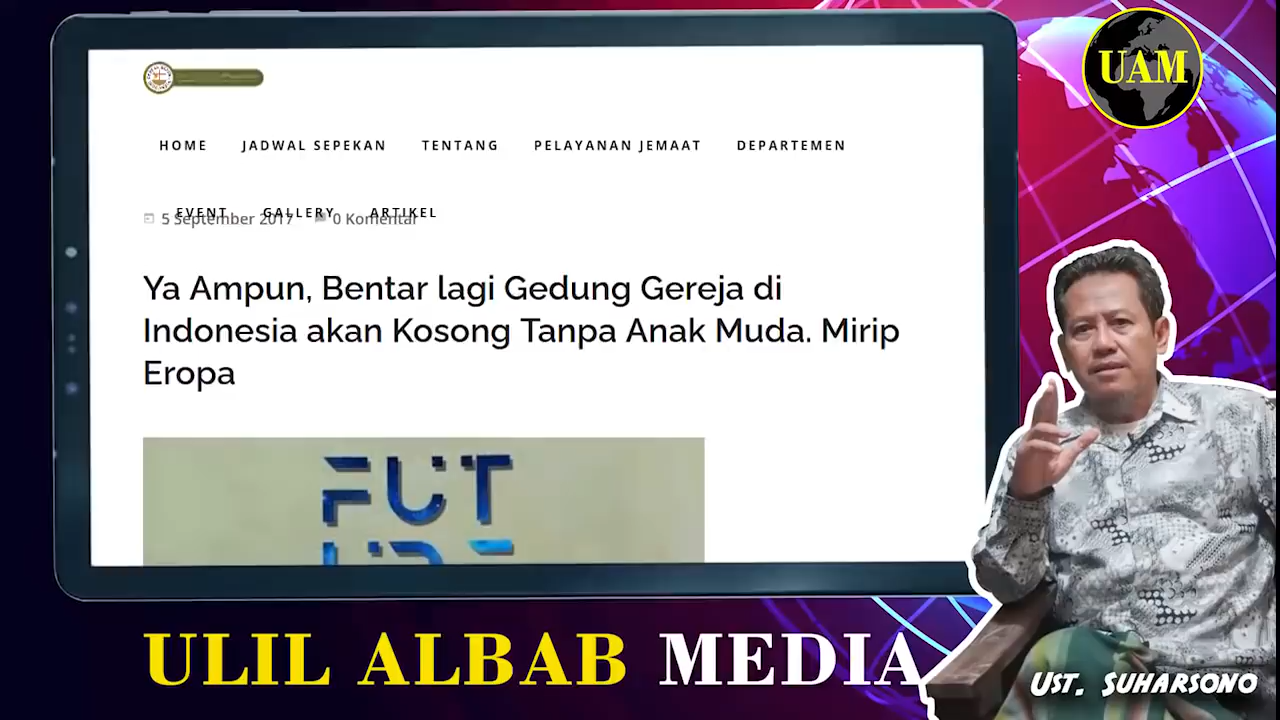 UAM
HOME JADWAL SEPEKAN TENTANG PELAYANAN JEMAAT DEPARTEMEN
EVENT GALLERY ARTIKEL
5 September 2017 0 Komentar
Ya Ampun, Bentar lagi Gedung Gereja di
Indonesia akan Kosong Tanpa Anak Muda. Mirip
Eropa
FUT
ULIL ALBAB MEDIA
UST. SUHARSONO